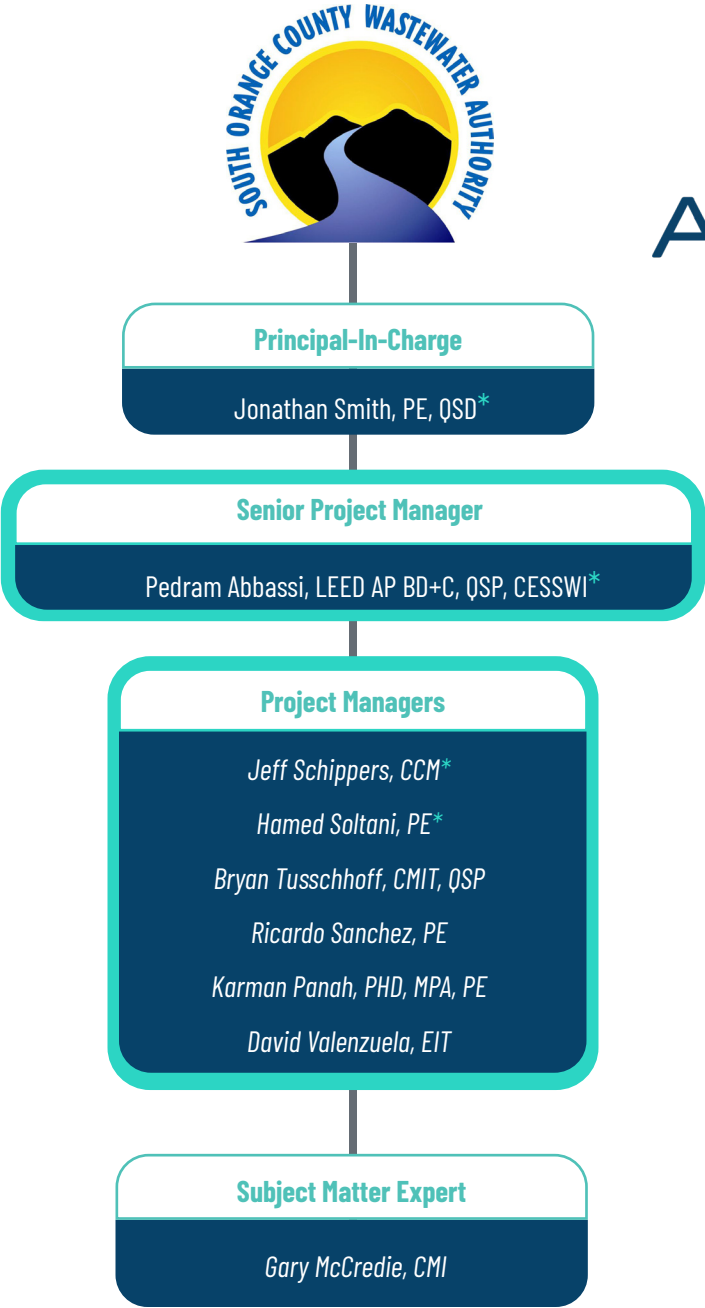 SOUTH ORANGE COUNTY WASTEWATER AUTHORITY
A
Principal-In-Charge
Jonathan Smith, PE, QSD*
Senior Project Manager
Pedram Abbassi, LEED AP BD+C, QSP, CESSWI*
Project Managers
Jeff Schippers, CCM*
Hamed Soltani, PE*
Bryan Tusschhoff, CMIT, QSP
Ricardo Sanchez, PE
Karman Panah, PHD, MPA, PE
David Valenzuela, EIT
Subject Matter Expert
Gary McCredie, CMI